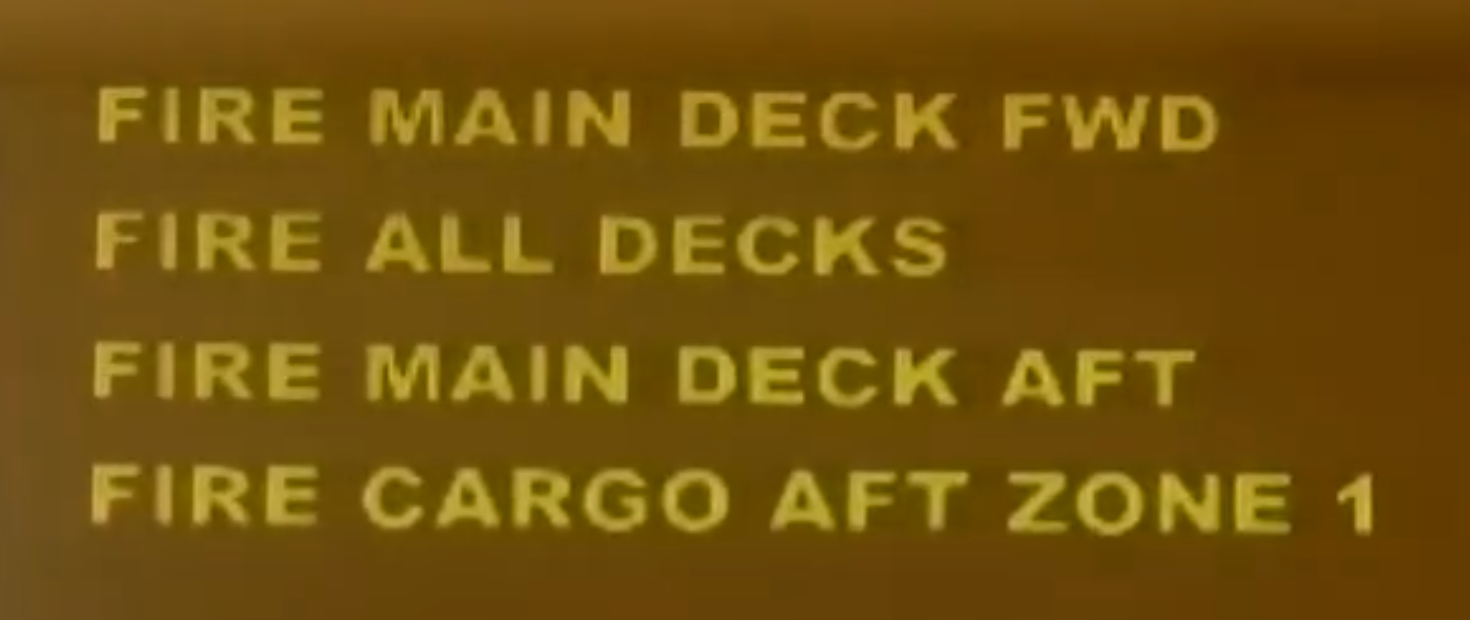 FIRE MAIN DECK FWD
FIRE ALL DECKS
FIRE MAIN DECK AFT
FIRE CARGO AFT ZONE 1